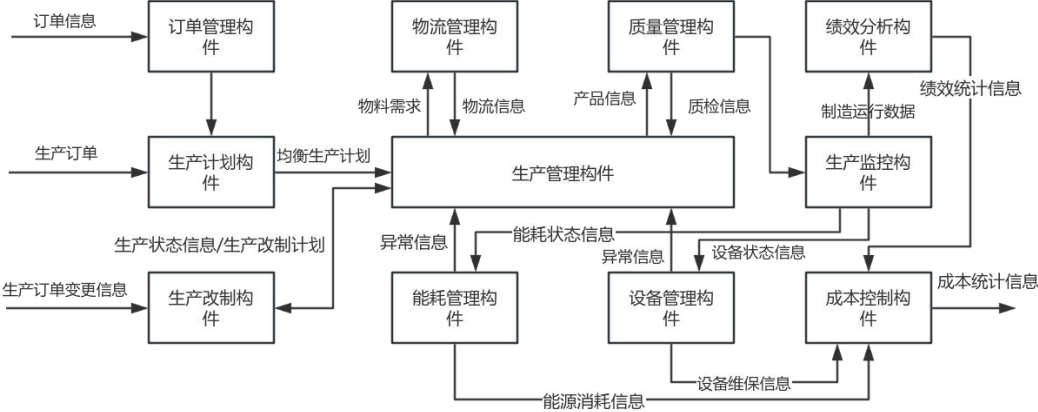 订单信息
订单管理构
件
物流管理构
件
质量管理构
件
绩效分析构
件
绩效统计信息
物料需求
物流信息
产品信息
质检信息
制造运行数据
生产订单
生产计划构
件
均衡生产计划
生产管理构件
生产监控构
件
生产状态信息/生产改制计划
异常信息
能耗状态信息
异常信息
设备状态信息
生产订单变更信息
生产改制构
件
能耗管理构
件
设备管理构
件
成本控制构
件
成本统计信息
设备维保信息
能源消耗信息